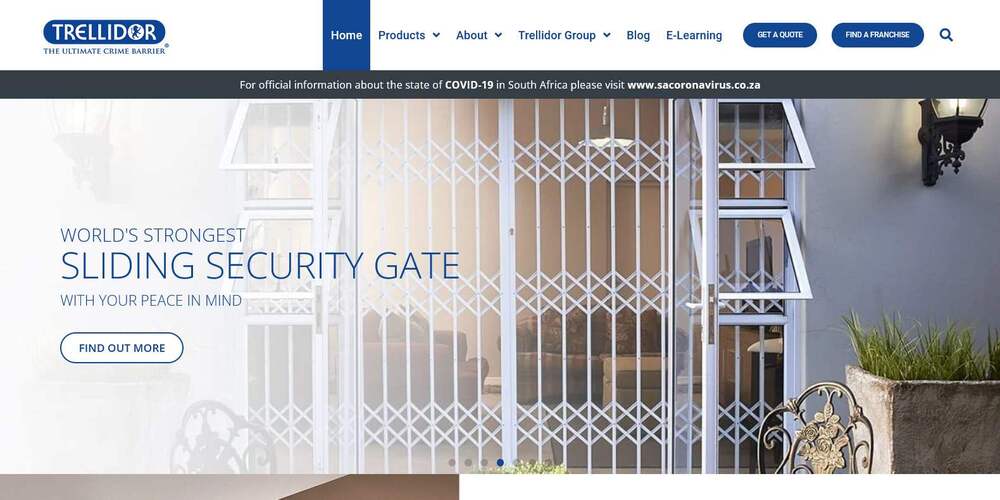 TRELLIDOR
THE ULTIMATE CRIME BARRIER®
Home Products About Trellidor Group Blog E-Learning GET A QUOTE FIND A FRANCHISE
For official information about the state of COVID-19 in South Africa please visit www.sacoronavirus.co.za
WORLD'S STRONGEST
SLIDING SECURITY GATE
WITH YOUR PEACE IN MIND
FIND OUT MORE